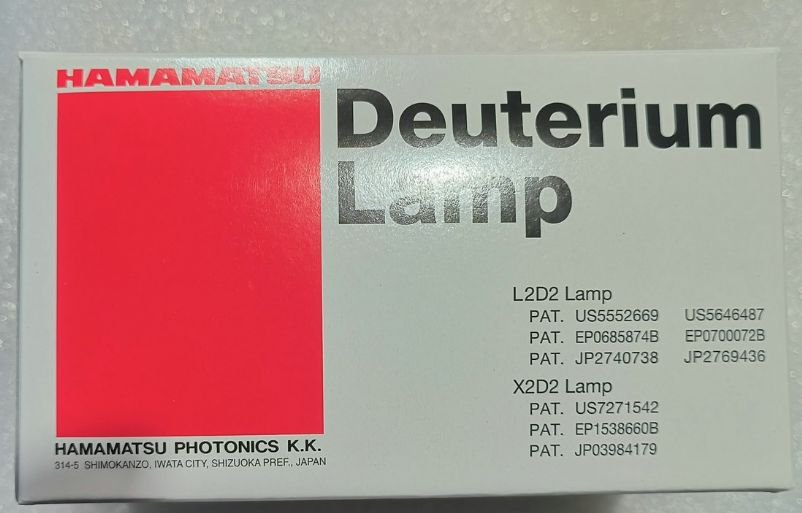 HAMAMATSU
Deuterium
Lamp
L2D2 Lamp
PAT. US5552669 US5646487
PAT. EP0685874B EP0700072B
PAT. JP2740738 JP2769436
X2D2 Lamp
PAT. US7271542
PAT. EP1538660B
PAT. JP03984179
HAMAMATSU PHOTONICS K.K.
314-5 SHIMOKANZO, IWATA CITY, SHIZUOKA PREF., JAPAN